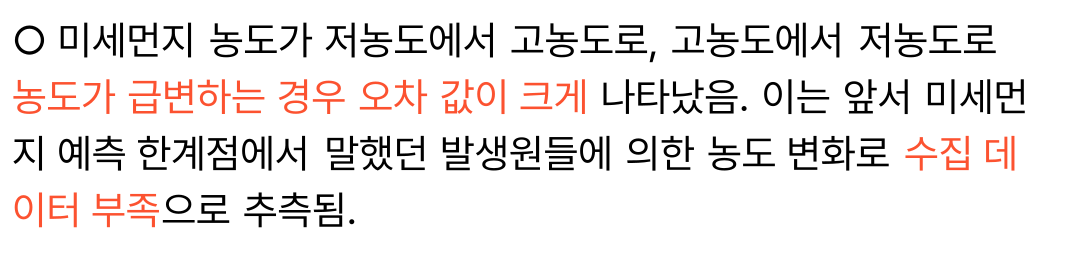 ○ 미세먼지 농도가 저농도에서 고농도로, 고농도에서 저농도로
농도가 급변하는 경우 오차 값이 크게 나타났음. 이는 앞서 미세먼
지 예측 한계점에서 말했던 발생원들에 의한 농도 변화로 수집 데
이터 부족으로 추측됨.